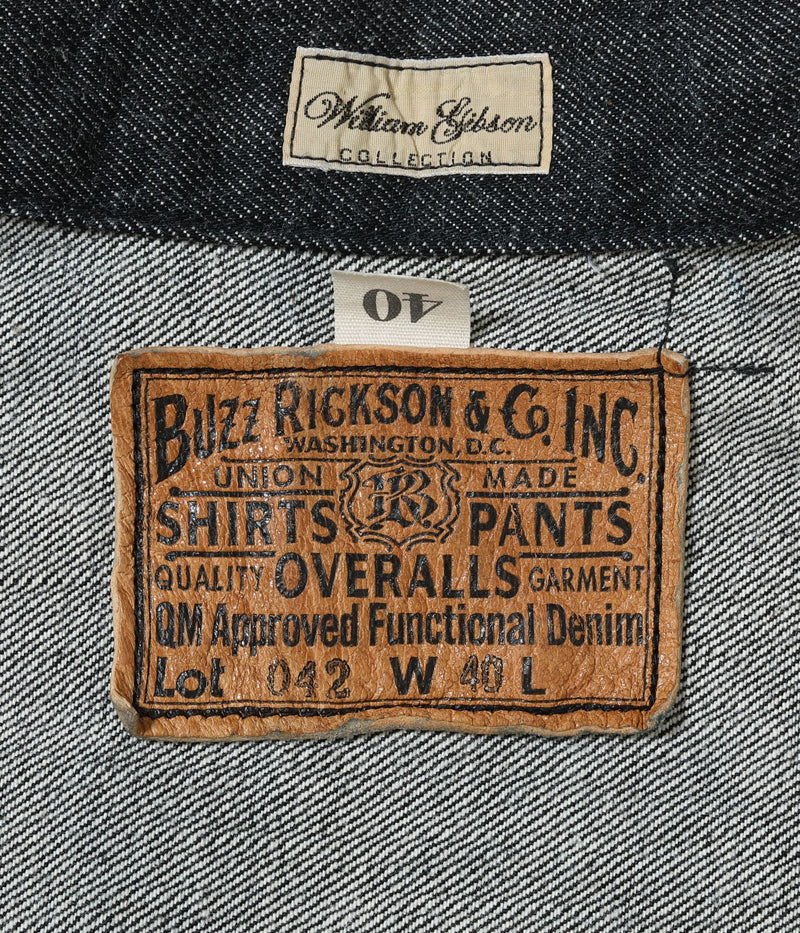 William Gibson
COLLECTION
40
BUZZ RICKSON & Co. INC.
WASHINGTON, D.C.
UNION MADE
SHIRTS BR PANTS
QUALITY OVERALLS GARMENT
QM Approved Functional Denim
Lot 042 W 40 L